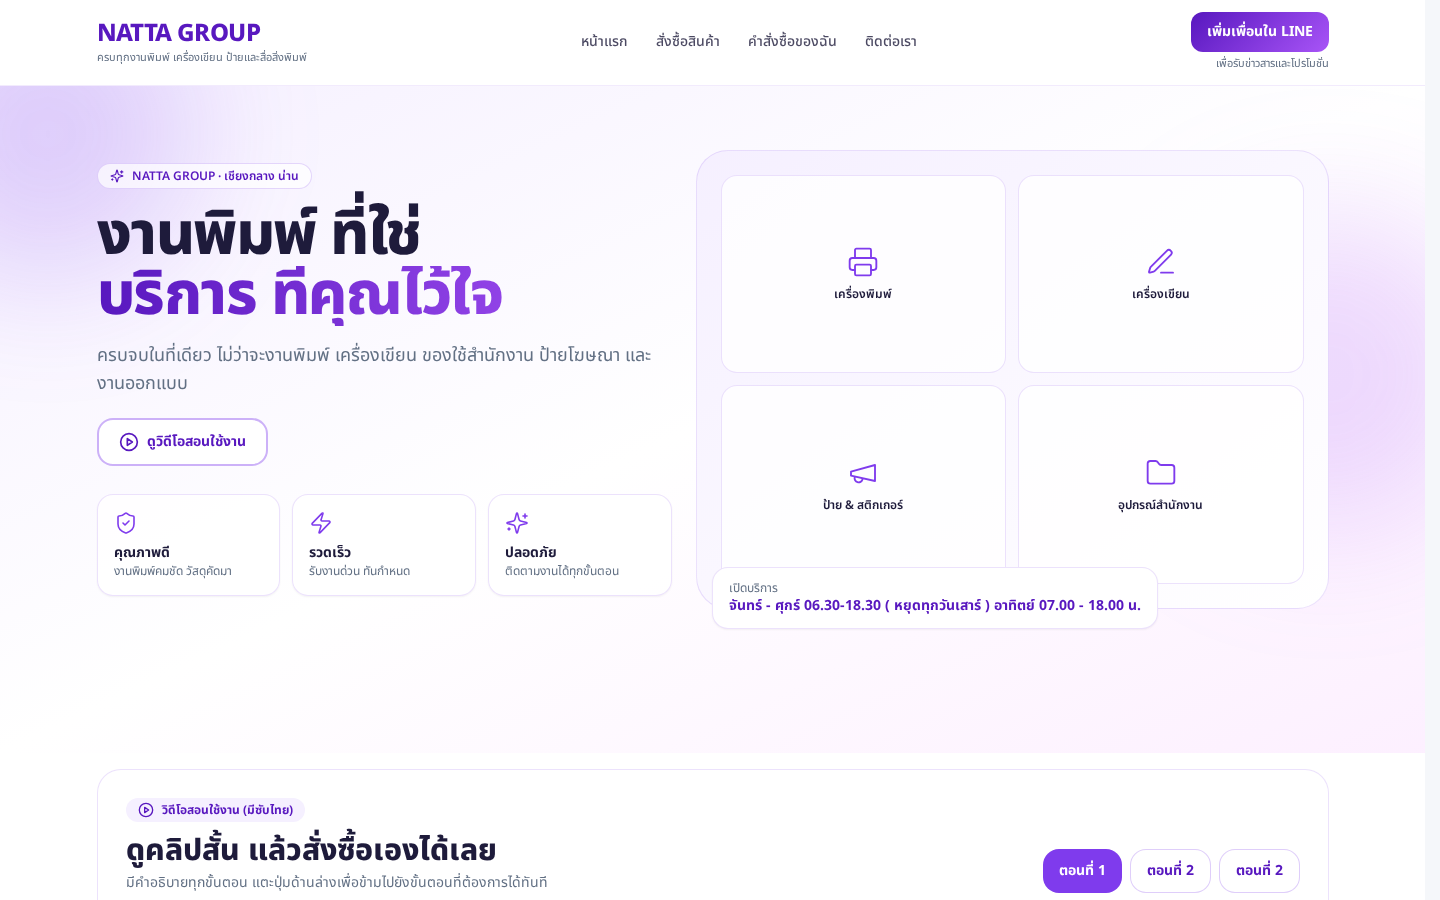 NATTA GROUP
ครบทุกงานพิมพ์ เครื่องเขียน ป้ายและสื่อสิ่งพิมพ์
หน้าแรก
สั่งซื้อสินค้า
คำสั่งซื้อของฉัน
ติดต่อเรา
เพิ่มเพื่อนใน LINE
เพื่อรับข่าวสารและโปรโมชั่น
NATTA GROUP · เชียงกลาง น่าน
งานพิมพ์ ที่ใช่
บริการ ที่คุณไว้ใจ
ครบจบในที่เดียว ไม่ว่าจะงานพิมพ์ เครื่องเขียน ของใช้สำนักงาน ป้ายโฆษณา และ
งานออกแบบ
ดูวิดีโอสอนใช้งาน
คุณภาพดี
งานพิมพ์คมชัด วัสดุคัดมา
รวดเร็ว
รับงานด่วน ทันกำหนด
ปลอดภัย
ติดตามงานได้ทุกขั้นตอน
เครื่องพิมพ์
เครื่องเขียน
ป้าย & สติกเกอร์
อุปกรณ์สำนักงาน
เปิดบริการ
จันทร์ - ศุกร์ 06.30-18.30 ( หยุดทุกวันเสาร์ ) อาทิตย์ 07.00 - 18.00 น.
วิดีโอสอนใช้งาน (มีซับไทย)
ดูคลิปสั้น แล้วสั่งซื้อเองได้เลย
มีคำอธิบายทุกขั้นตอน แตะปุ่มด้านล่างเพื่อข้ามไปยังขั้นตอนที่ต้องการได้ทันที
ตอนที่ 1
ตอนที่ 2
ตอนที่ 2